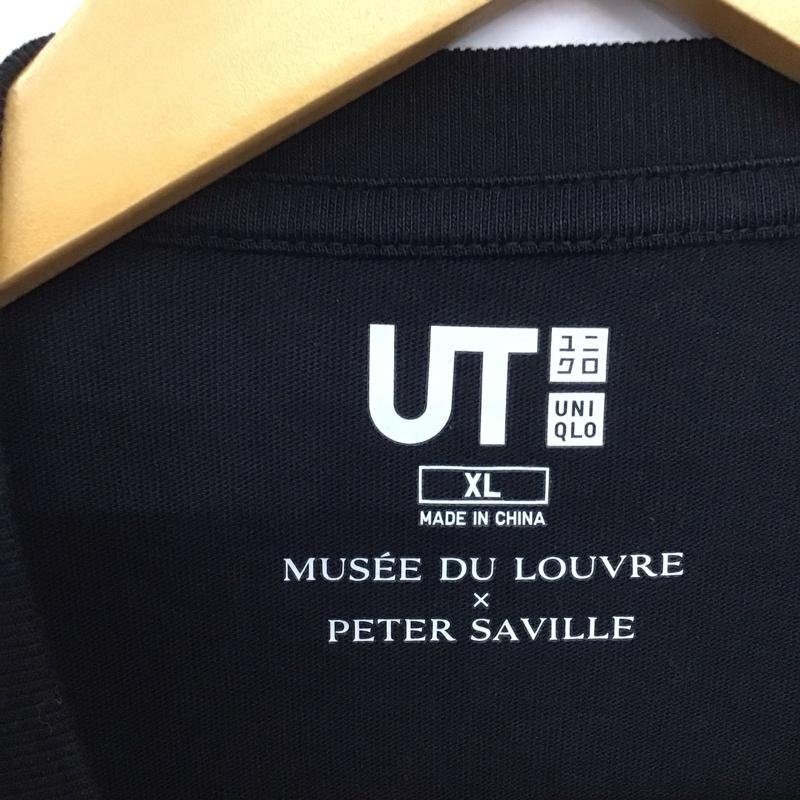 UT
ユニ
クロ
UNI
QLO
XL
MADE IN CHINA
MUSÉE DU LOUVRE
×
PETER SAVILLE